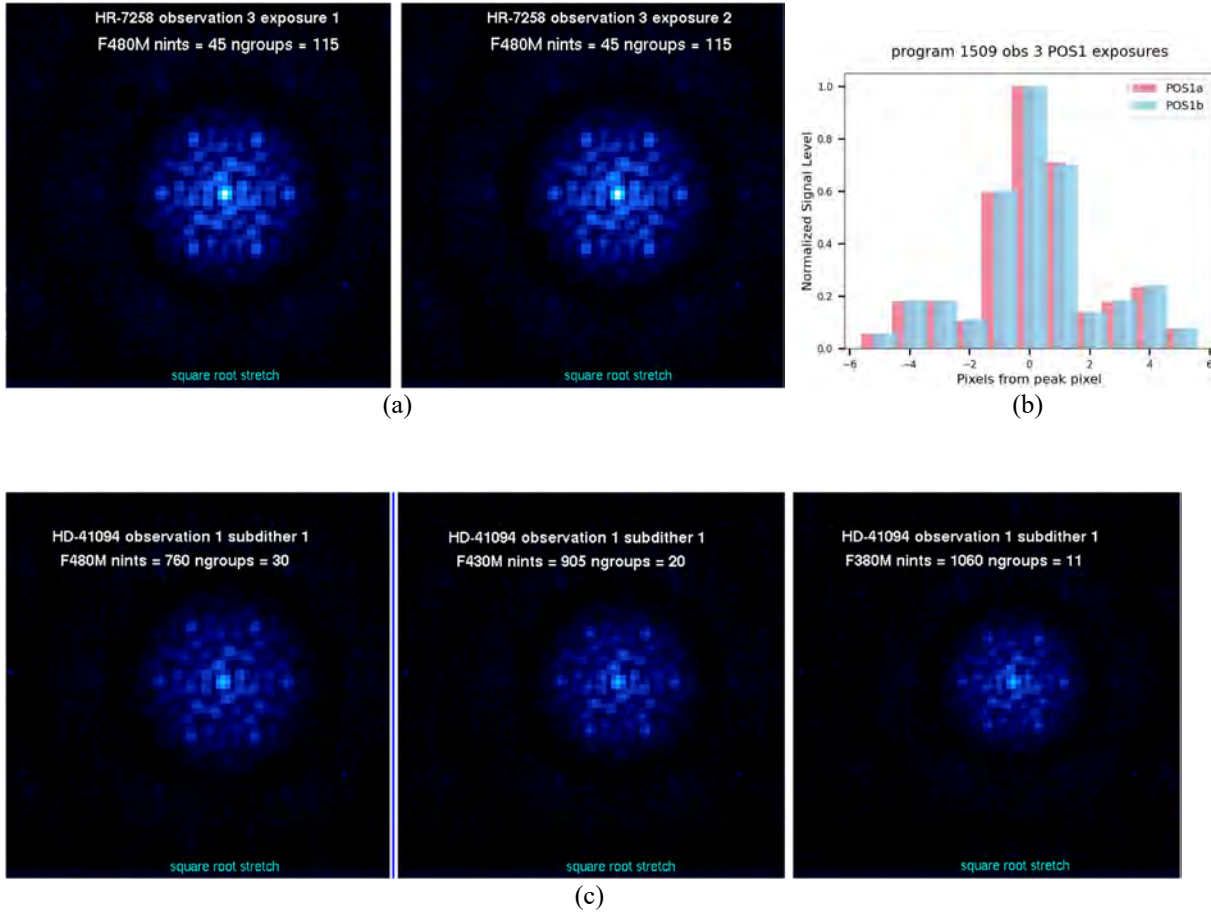 HR-7258 observation 3 exposure 1
F480M nints = 45 ngroups = 115
square root stretch
HR-7258 observation 3 exposure 2
F480M nints = 45 ngroups = 115
square root stretch
(a)
program 1509 obs 3 POS1 exposures
POS1a
POS1b
Normalized Signal Level
1.0
0.8
0.6
0.4
0.2
0.0
−6 −4 −2 0 2 4 6
Pixels from peak pixel
(b)
HD-41094 observation 1 subdither 1
F480M nints = 760 ngroups = 30
square root stretch
HD-41094 observation 1 subdither 1
F430M nints = 905 ngroups = 20
square root stretch
HD-41094 observation 1 subdither 1
F380M nints = 1060 ngroups = 11
square root stretch
(c)